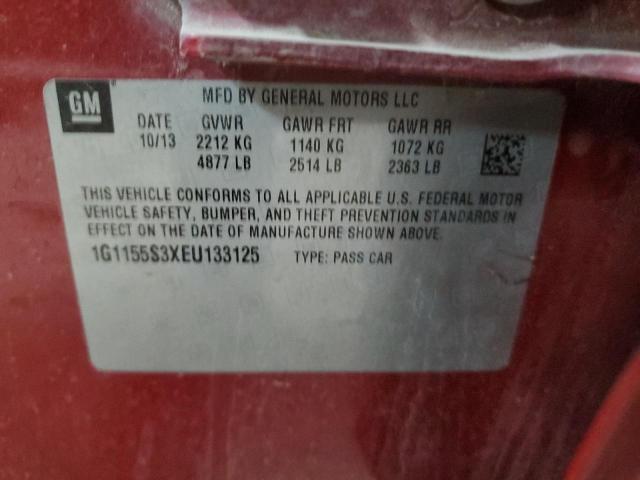 GM
MFD BY GENERAL MOTORS LLC
DATE GVWR GAWR FRT GAWR RR
10/13 2212 KG 1140 KG 1072 KG
4877 LB 2514 LB 2363 LB
THIS VEHICLE CONFORMS TO ALL APPLICABLE U.S. FEDERAL MOTOR
VEHICLE SAFETY, BUMPER, AND THEFT PREVENTION STANDARDS IN
EFFECT ON THE DATE OF MANUFACTURE SHOWN ABOVE.
1G1155S3XEU133125 TYPE: PASS CAR